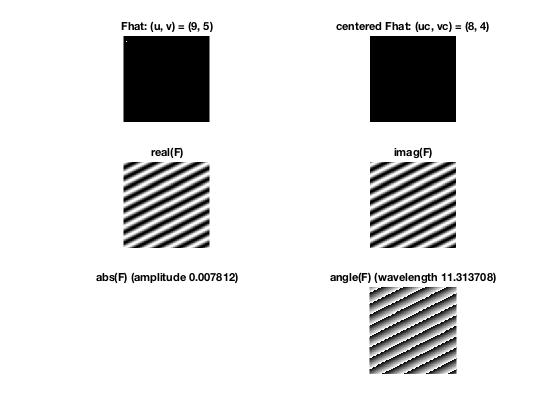 Fhat: (u, v) = (9, 5)
centered Fhat: (uc, vc) = (8, 4)
real(F)
imag(F)
abs(F) (amplitude 0.007812)
angle(F) (wavelength 11.313708)